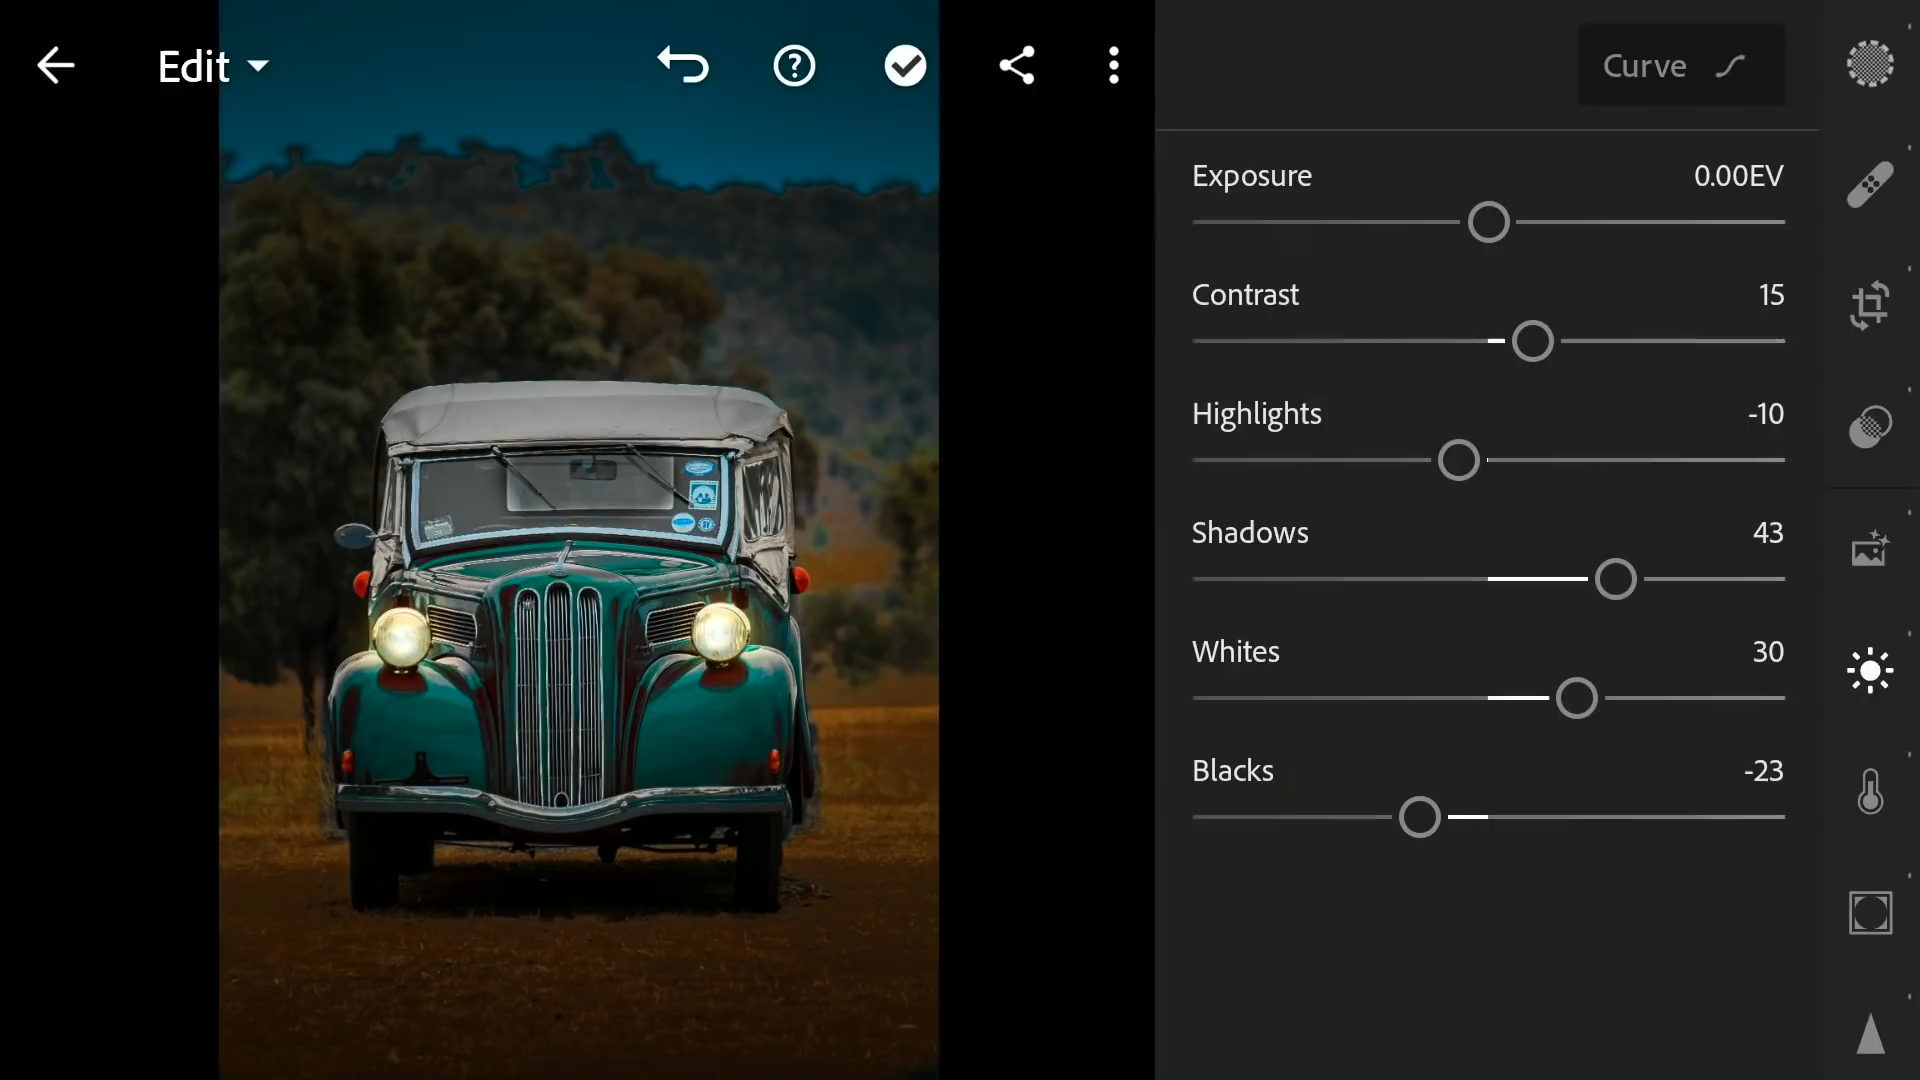 Edit
Curve
Exposure 0.00EV
Contrast 15
Highlights -10
Shadows 43
Whites 30
Blacks -23